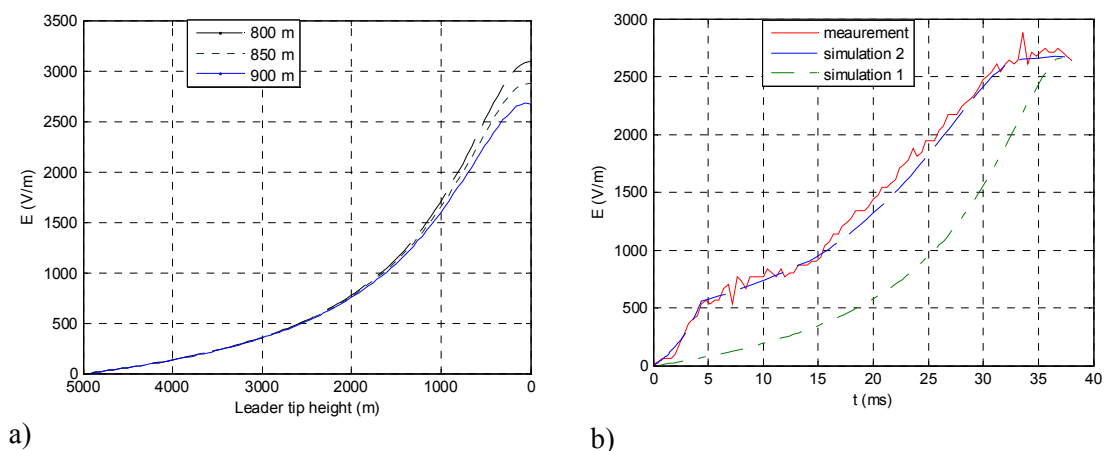 3500
3000
2500
2000
1500
1000
500
0
E (V/m)
800 m
850 m
900 m
5000 4000 3000 2000 1000 0
Leader tip height (m)
a)
3000
2500
2000
1500
1000
500
0
E (V/m)
meaurement
simulation 2
simulation 1
0 5 10 15 20 25 30 35 40
t (ms)
b)